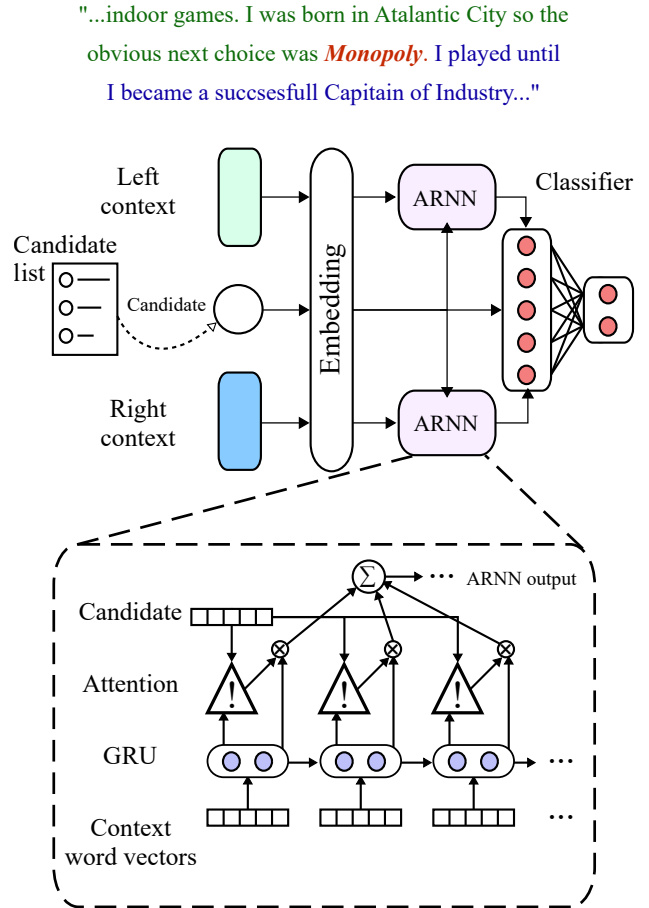 "...indoor games. I was born in Atalantic City so the
obvious next choice was Monopoly. I played until
I became a succsesfull Capitain of Industry..."
Left
context
ARNN
Classifier
Candidate
list
Candidate
Embedding
Right
context
ARNN
Σ
... ARNN output
Candidate
Attention
! ! !
GRU
...
Context
word vectors
...